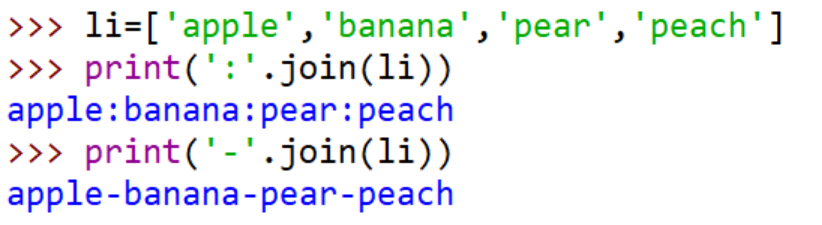 >>> li=['apple','banana','pear','peach']
>>> print(':'.join(li))
apple:banana:pear:peach
>>> print('-'.join(li))
apple-banana-pear-peach